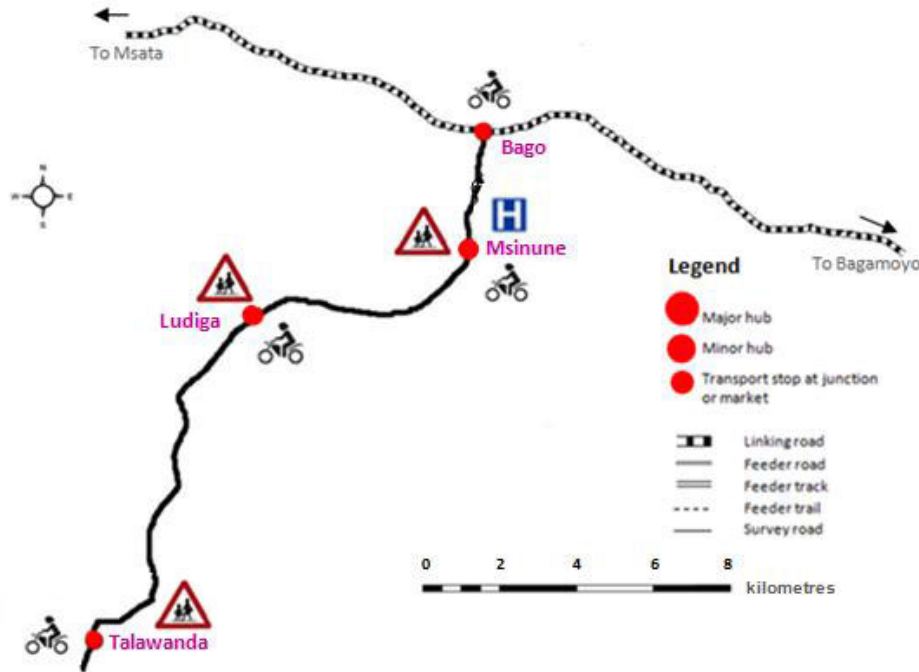 To Msata
Bago
N
W E
S
H
Msinune
To Bagamoyo
Ludiga
Legend
Major hub
Minor hub
Transport stop at junction
or market
Linking road
Feeder road
Feeder track
Feeder trail
Survey road
0 2 4 6 8
kilometres
Talawanda